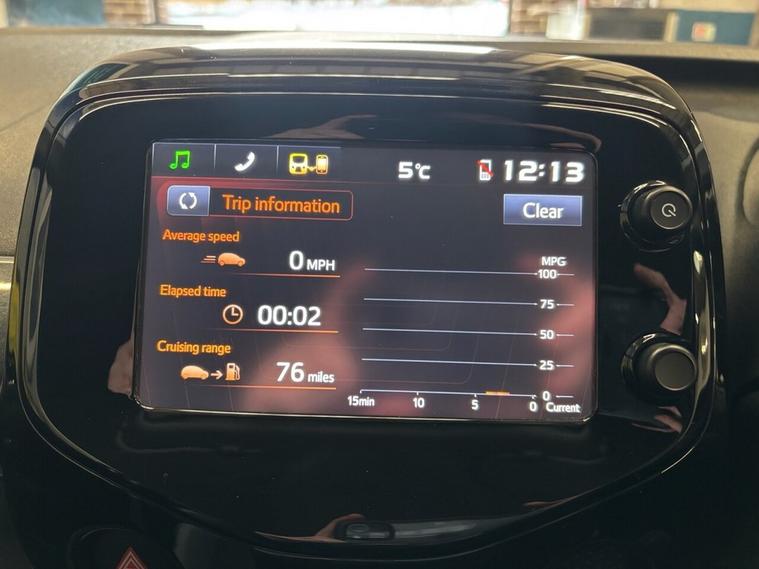 5°C 12:13
Trip information Clear
Average speed
0 MPH
Elapsed time
00:02
Cruising range
76 miles
MPG
100
75
50
25
0
15min 10 5 0 Current